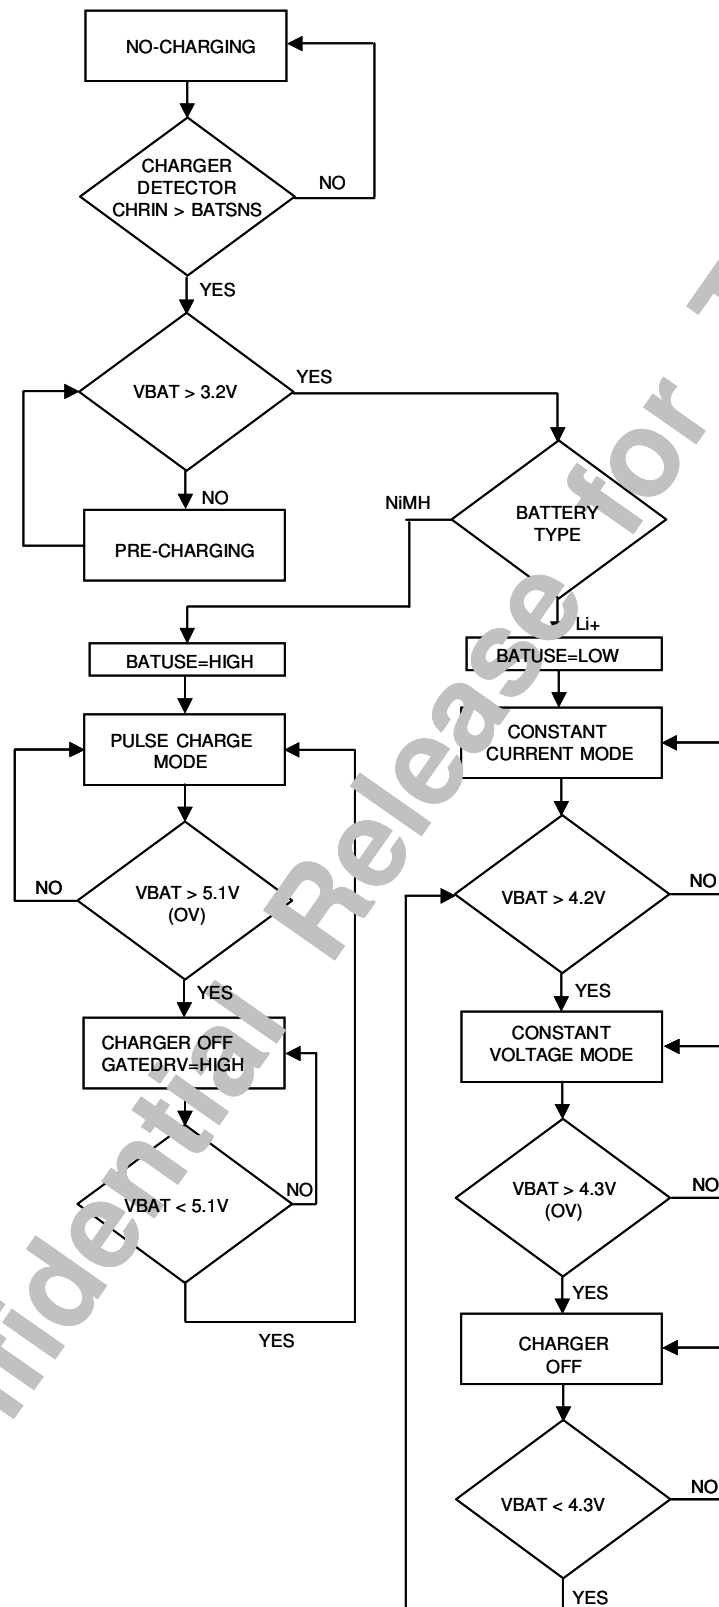 NO-CHARGING
CHARGER
DETECTOR
CHRIN > BATSNS
NO
YES
VBAT > 3.2V
YES
NO
PRE-CHARGING
BATTERY
TYPE
NiMH
Li+
BATUSE=HIGH
BATUSE=LOW
PULSE CHARGE
MODE
CONSTANT
CURRENT MODE
VBAT > 5.1V
(OV)
NO
YES
VBAT > 4.2V
NO
YES
CHARGER OFF
GATEDRV=HIGH
CONSTANT
VOLTAGE MODE
VBAT < 5.1V
NO
YES
VBAT > 4.3V
(OV)
NO
YES
CHARGER
OFF
VBAT < 4.3V
NO
YES
nfidential Release for T